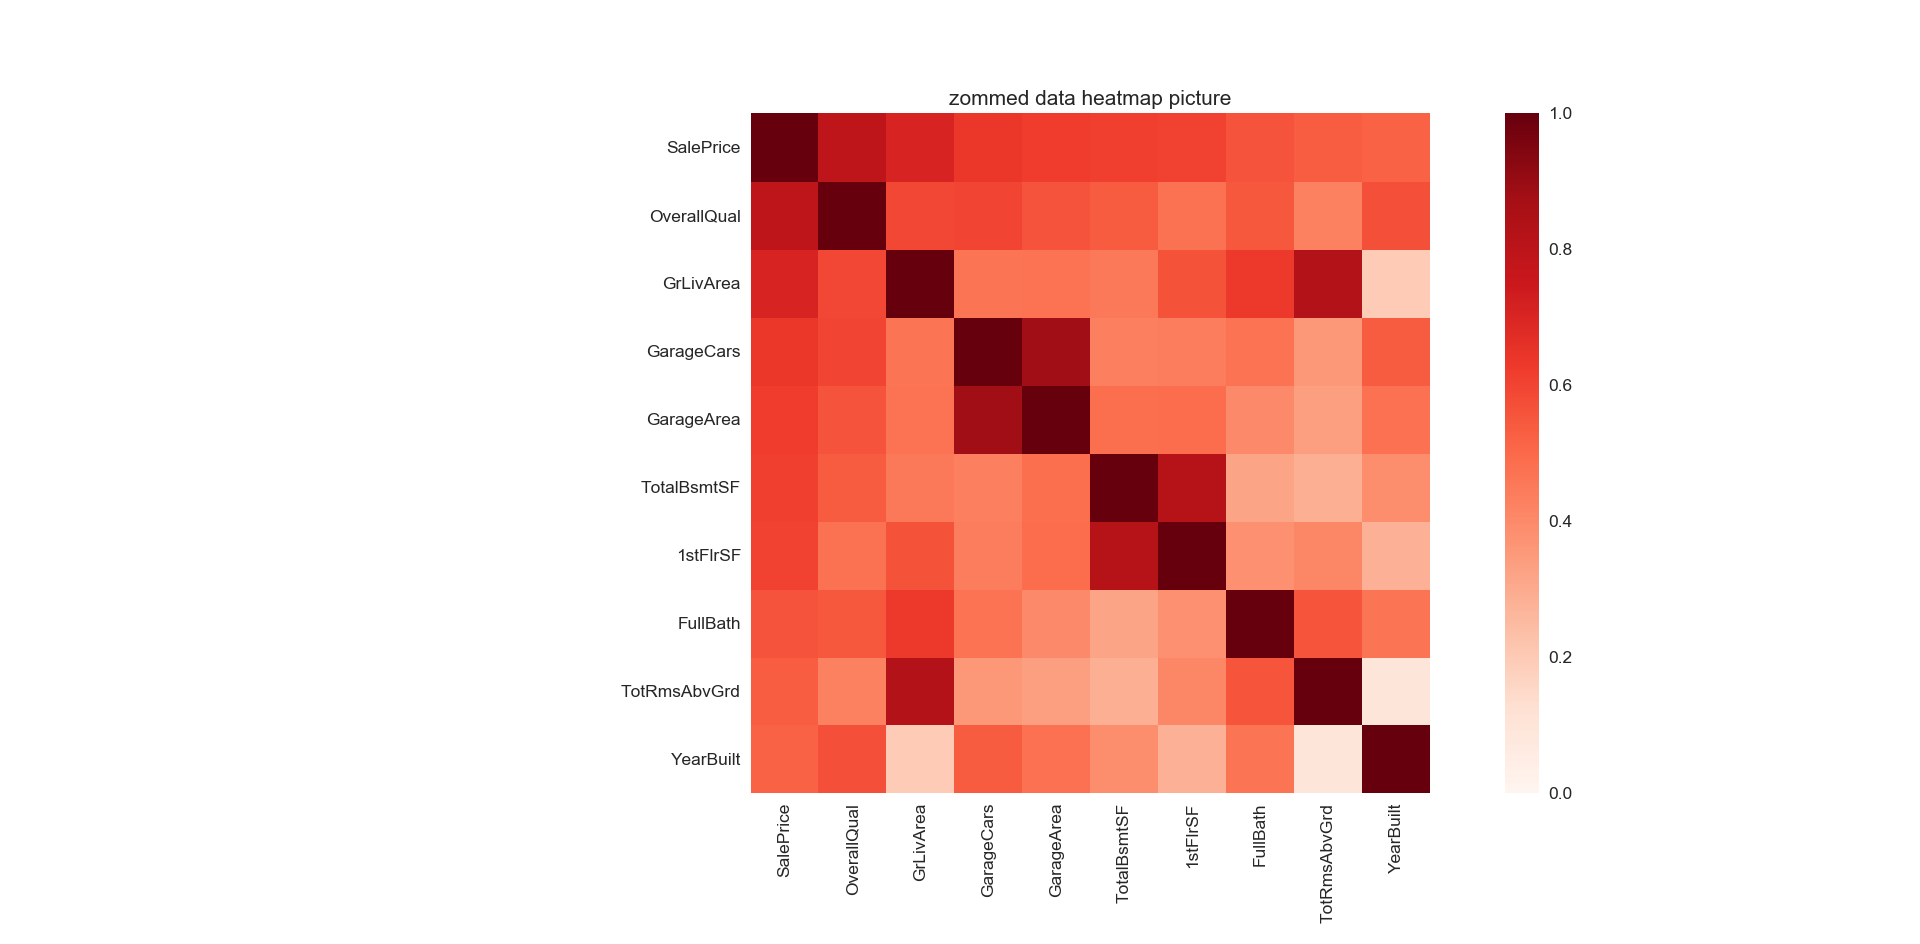 zommed data heatmap picture
SalePrice
OverallQual
GrLivArea
GarageCars
GarageArea
TotalBsmtSF
1stFlrSF
FullBath
TotRmsAbvGrd
YearBuilt
SalePrice
OverallQual
GrLivArea
GarageCars
GarageArea
TotalBsmtSF
1stFlrSF
FullBath
TotRmsAbvGrd
YearBuilt
1.0
0.8
0.6
0.4
0.2
0.0